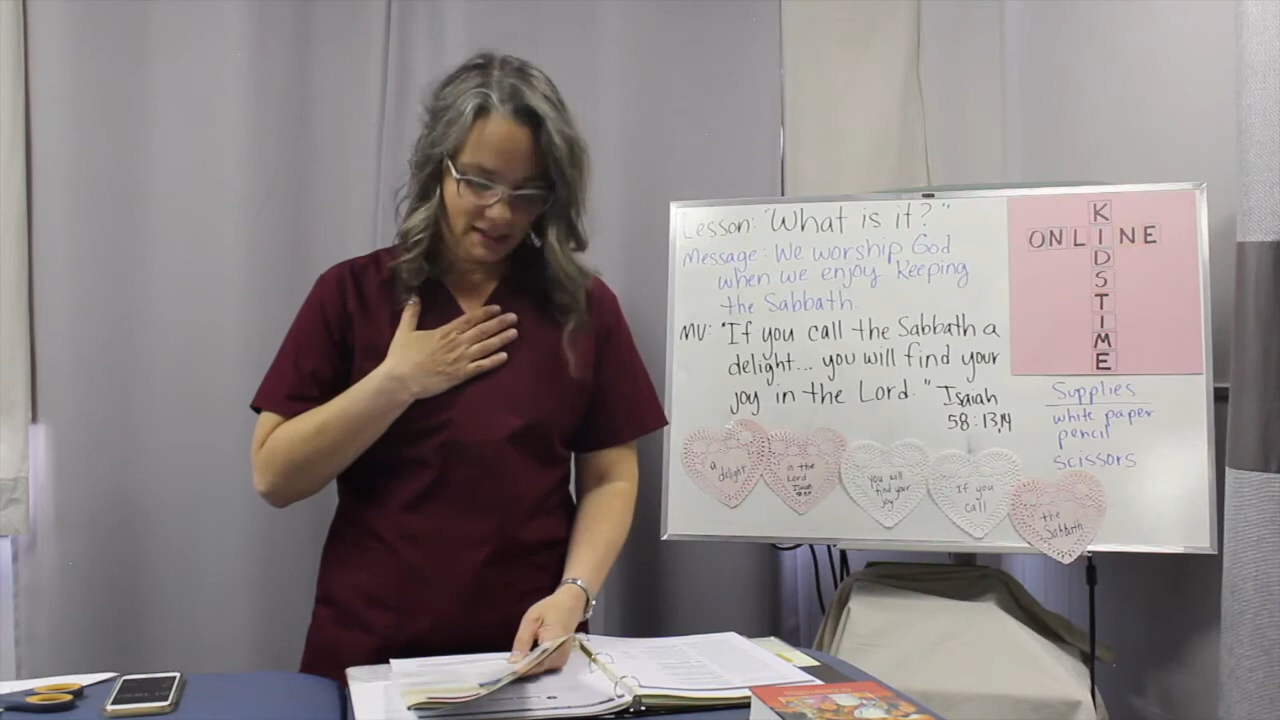 Lesson: "What is it?"
Message: We worship God
when we enjoy Keeping
the Sabbath.
MV: "If you call the Sabbath a
delight... you will find your
joy in the Lord." Isaiah
58:13,14
KIDSTIME
ONLINE
Supplies
white paper
pencil
scissors
a
delight
in the
Lord
Isaiah
you will
find your
joy
If you
call
the
Sabbath